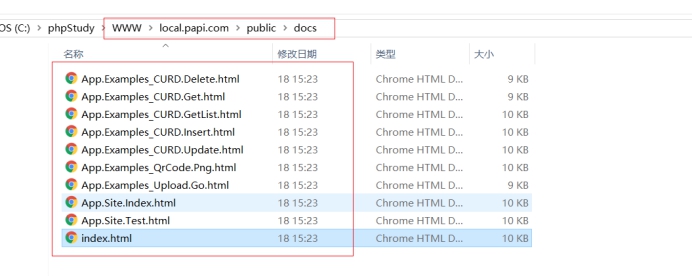 OS (C:) › phpStudy › WWW › local.papi.com › public › docs
名称 修改日期 类型 大小
App.Examples_CURD.Delete.html 18 15:23 Chrome HTML D... 9 KB
App.Examples_CURD.Get.html 18 15:23 Chrome HTML D... 9 KB
App.Examples_CURD.GetList.html 18 15:23 Chrome HTML D... 10 KB
App.Examples_CURD.Insert.html 18 15:23 Chrome HTML D... 10 KB
App.Examples_CURD.Update.html 18 15:23 Chrome HTML D... 10 KB
App.Examples_QrCode.Png.html 18 15:23 Chrome HTML D... 10 KB
App.Examples_Upload.Go.html 18 15:23 Chrome HTML D... 9 KB
App.Site.Index.html 18 15:23 Chrome HTML D... 10 KB
App.Site.Test.html 18 15:23 Chrome HTML D... 10 KB
index.html 18 15:23 Chrome HTML D... 10 KB